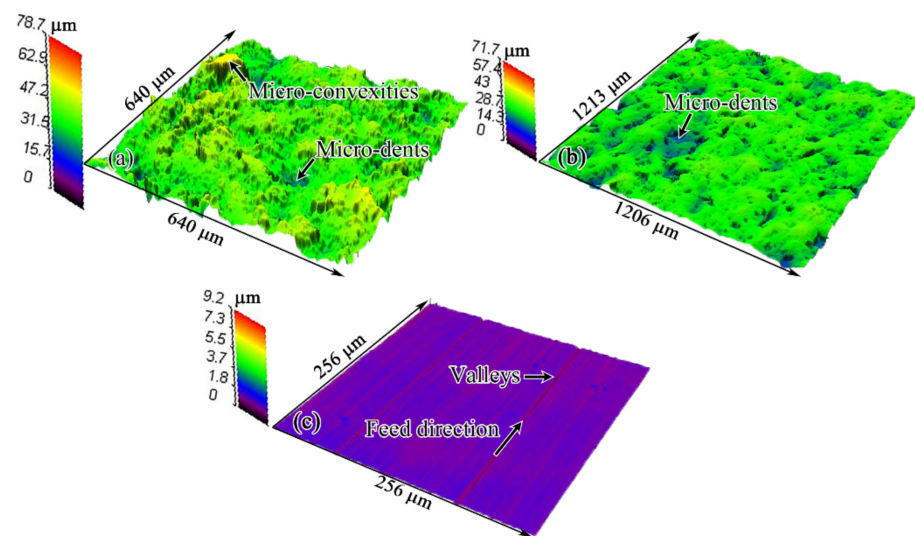 78.7 μm
62.9
47.2
31.5
15.7
0
640 μm
Micro-convexities
Micro-dents
(a)
640 μm
71.7 μm
57.4
43
28.7
14.3
0
1213 μm
Micro-dents
(b)
1206 μm
9.2 μm
7.3
5.5
3.7
1.8
0
256 μm
Valleys
Feed direction
(c)
256 μm